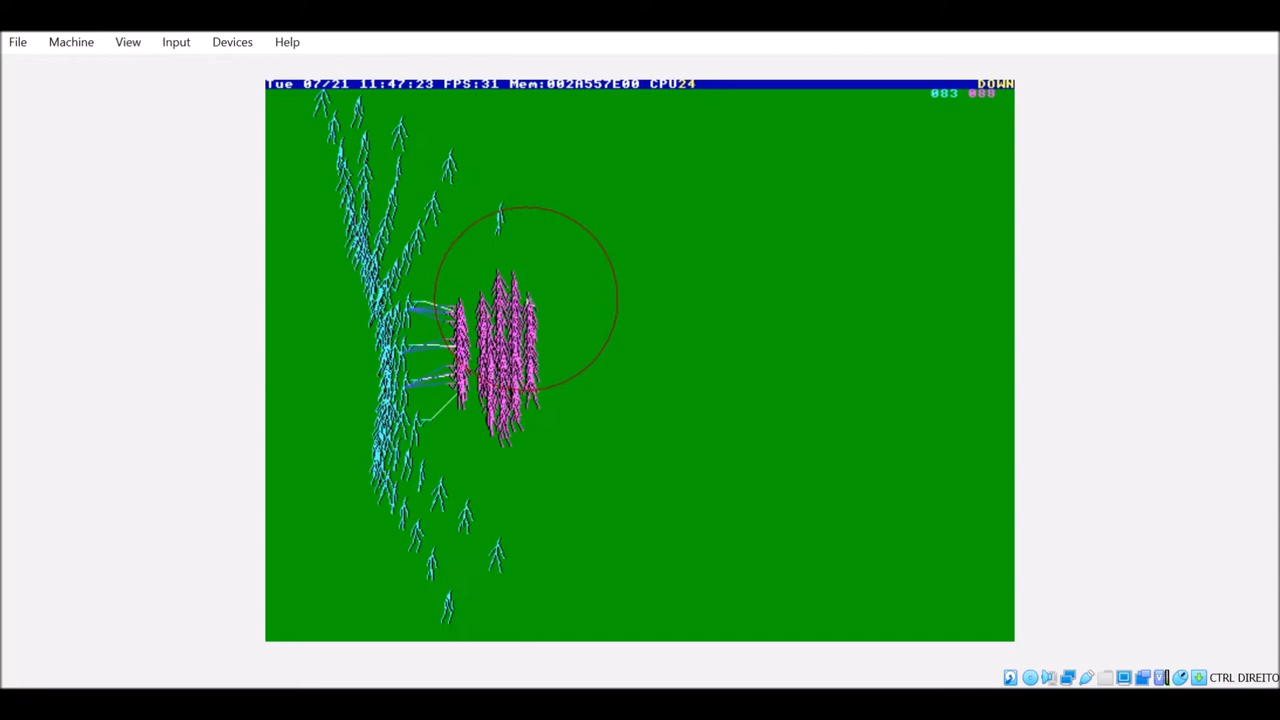 File Machine View Input Devices Help
Tue 07/21 11:47:23 FPS:31 Mem:002A557E00 CPU24 DOWN
083 088
CTRL DIREITO